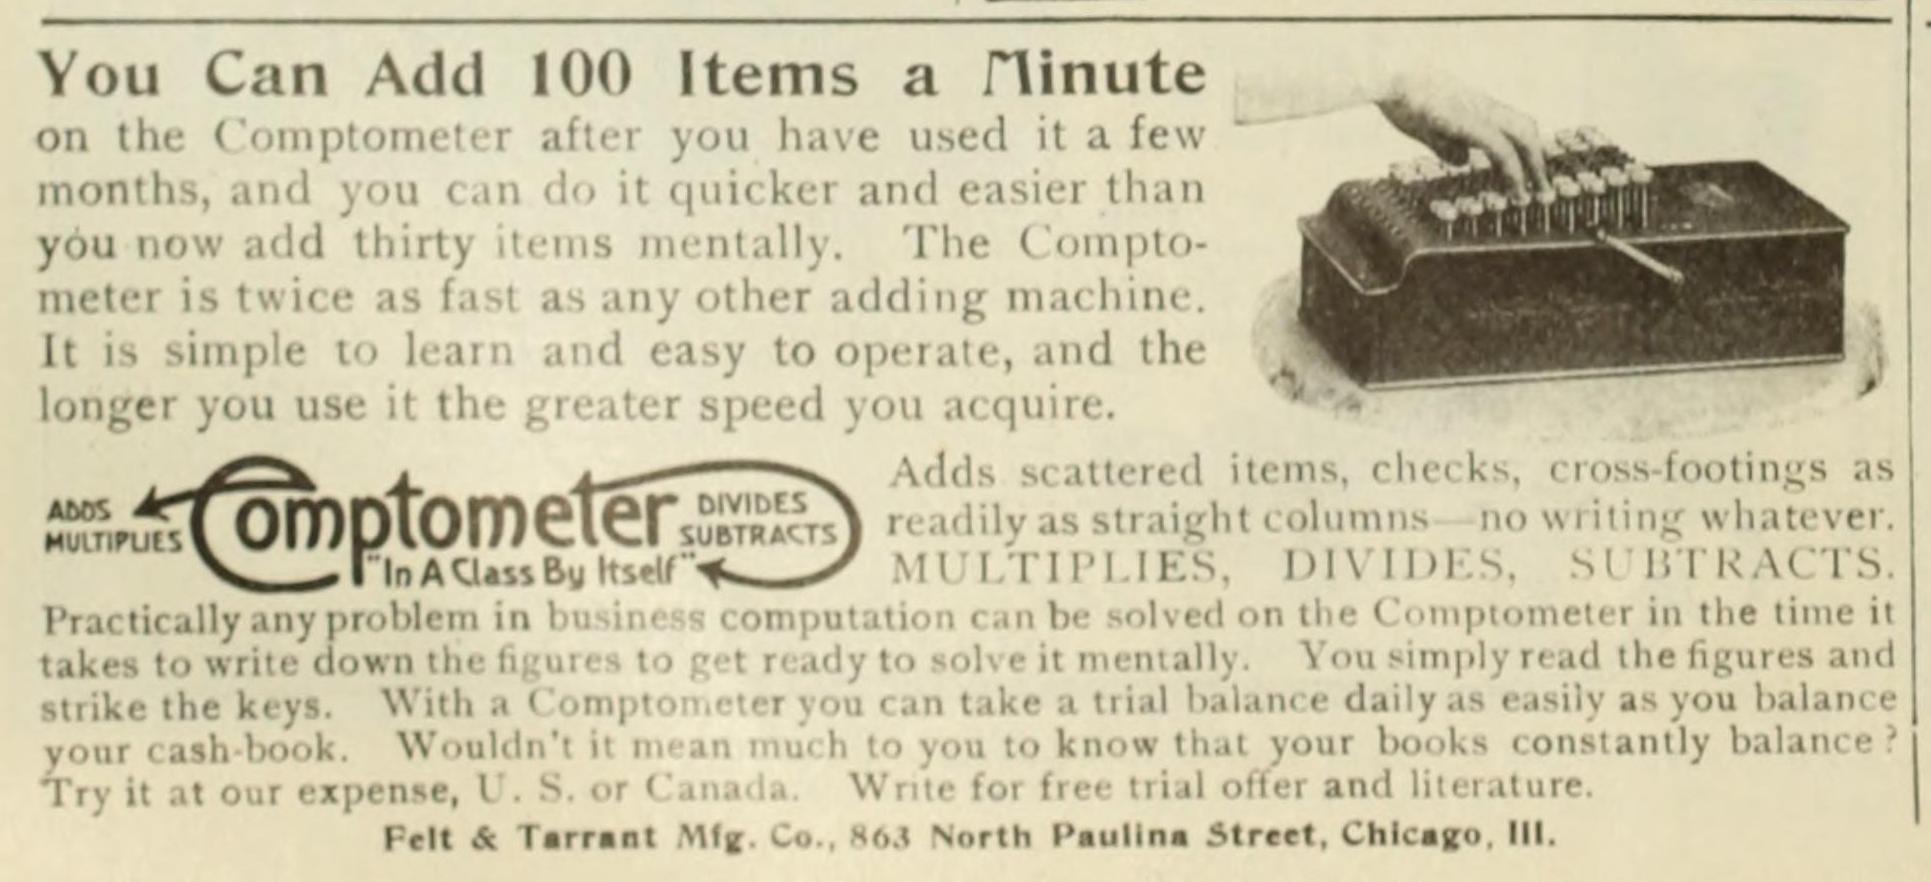 You Can Add 100 Items a Minute
on the Comptometer after you have used it a few
months, and you can do it quicker and easier than
you now add thirty items mentally. The Compto-
meter is twice as fast as any other adding machine.
It is simple to learn and easy to operate, and the
longer you use it the greater speed you acquire.
ADDS
MULTIPLIES
Comptometer
DIVIDES
SUBTRACTS
"In A Class By Itself"
Adds scattered items, checks, cross-footings as
readily as straight columns—no writing whatever.
MULTIPLIES, DIVIDES, SUBTRACTS.
Practically any problem in business computation can be solved on the Comptometer in the time it
takes to write down the figures to get ready to solve it mentally. You simply read the figures and
strike the keys. With a Comptometer you can take a trial balance daily as easily as you balance
your cash-book. Wouldn't it mean much to you to know that your books constantly balance?
Try it at our expense, U. S. or Canada. Write for free trial offer and literature.
Felt & Tarrant Mfg. Co., 863 North Paulina Street, Chicago, Ill.